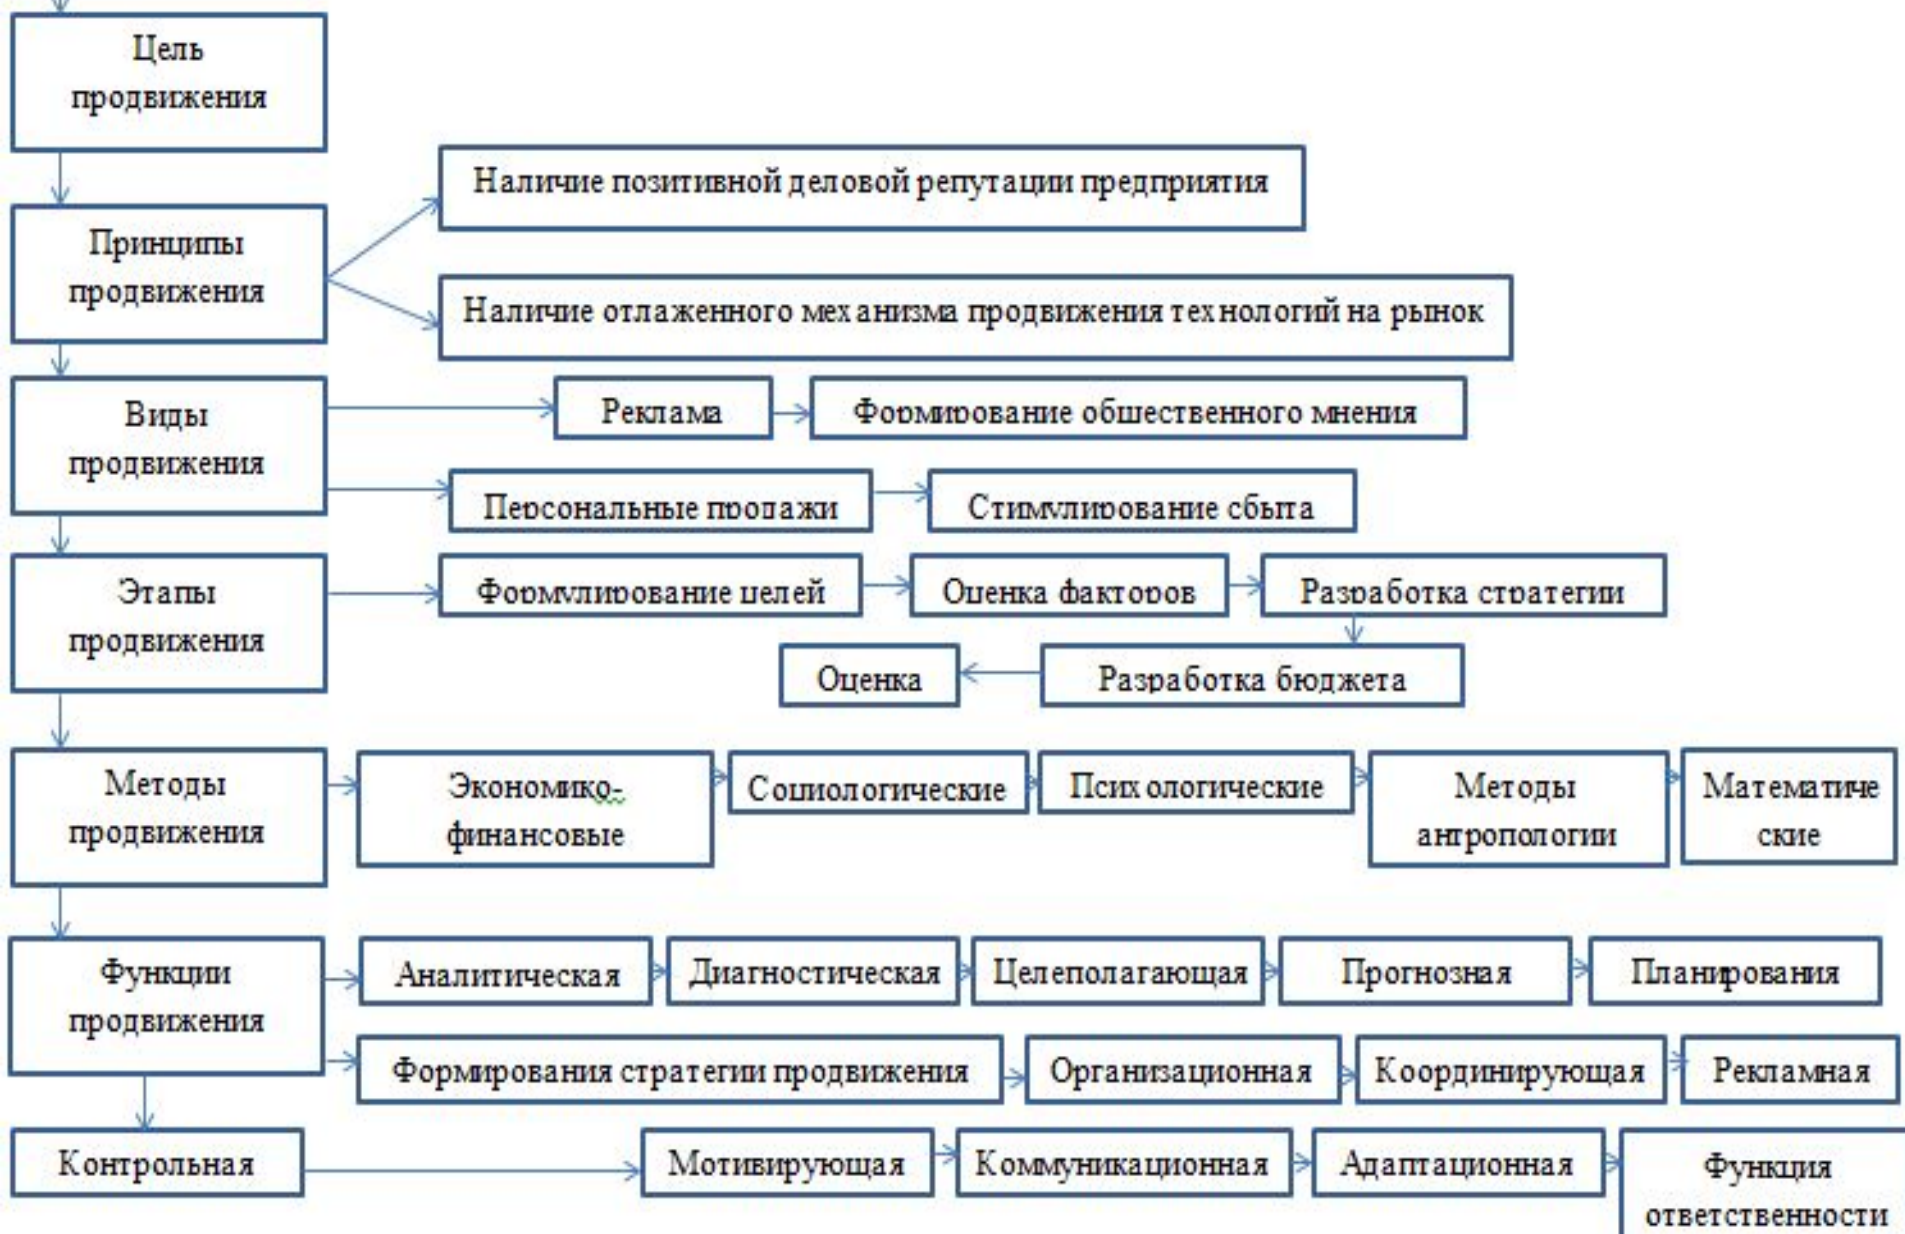 Цель
продвижения
Наличие позитивной деловой репутации предприятия
Принципы
продвижения
Наличие отлаженного механизма продвижения технологий на рынок
Виды
продвижения
Реклама
Формирование общественного мнения
Персональные продажи
Стимулирование сбыта
Этапы
продвижения
Формулирование целей
Оценка факторов
Разработка стратегии
Оценка
Разработка бюджета
Методы
продвижения
Экономико-
финансовые
Социологические
Психологические
Методы
антропологии
Математиче
ские
Функции
продвижения
Аналитическая
Диагностическая
Целеполагающая
Прогнозная
Планирования
Формирования стратегии продвижения
Организационная
Координирующая
Рекламная
Контрольная
Мотивирующая
Коммуникационная
Адаптационная
Функция
ответственности